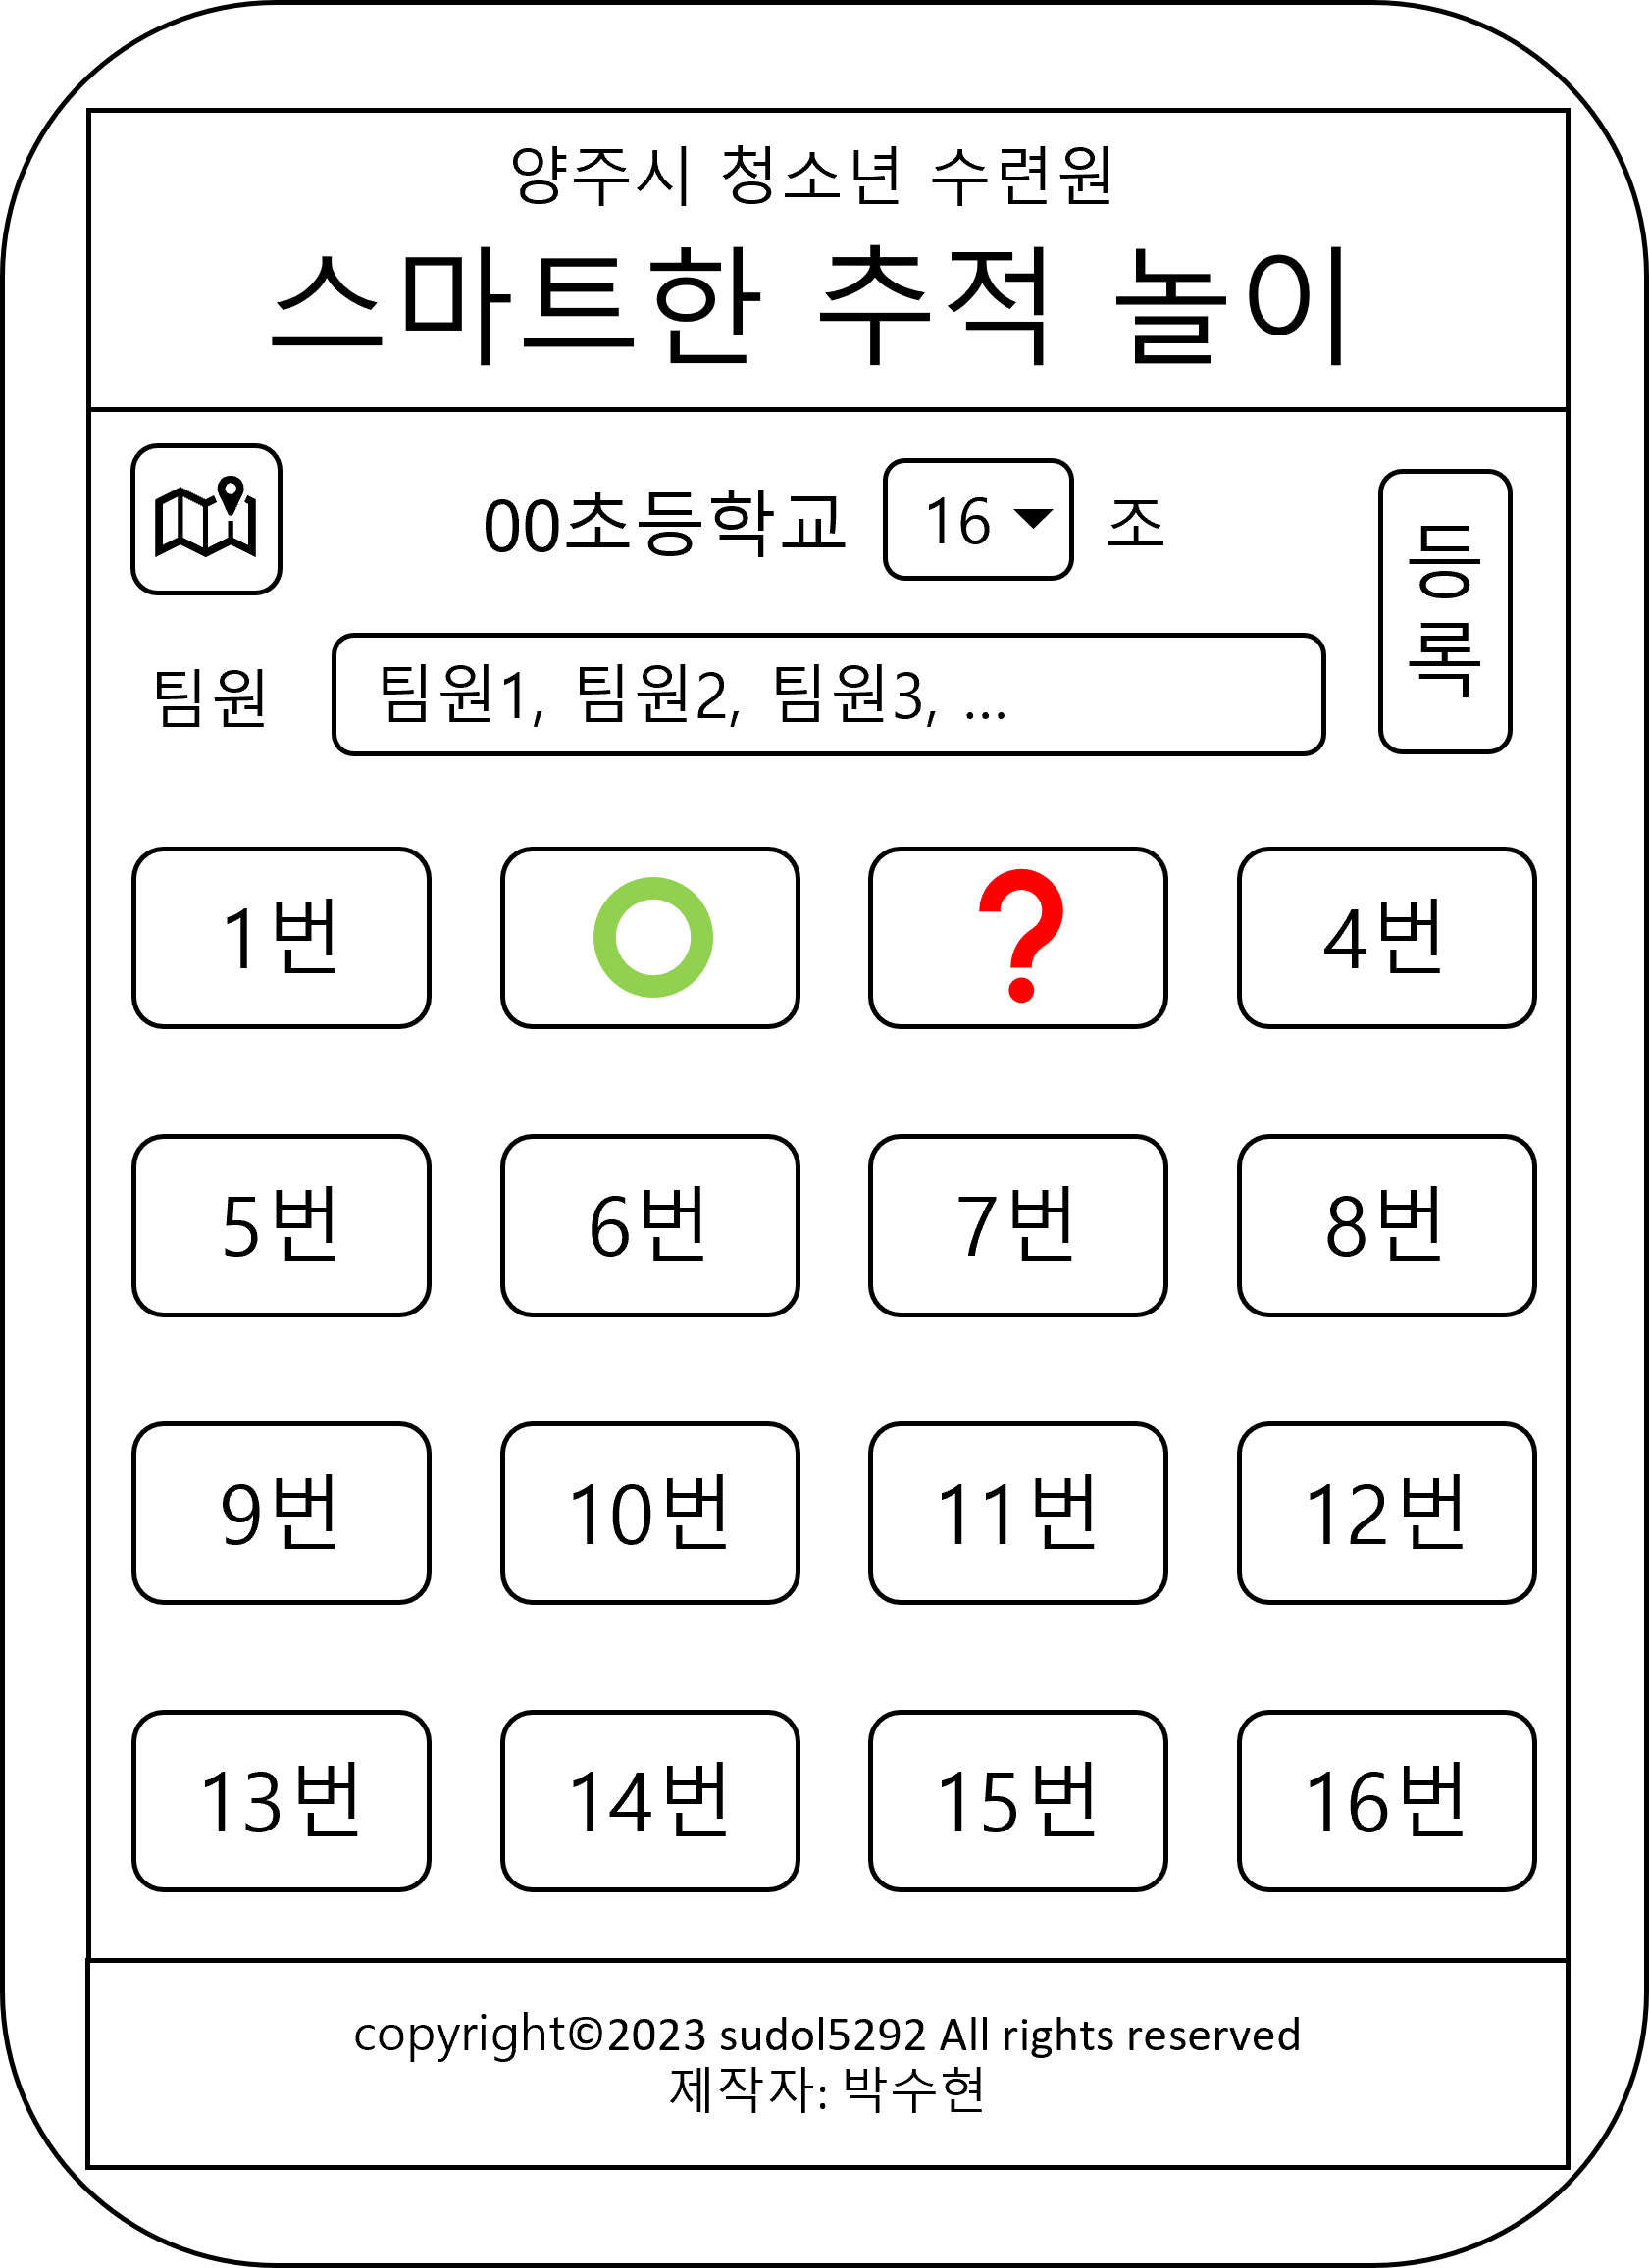 양주시 청소년 수련원
스마트한 추적 놀이
00초등학교 16 조
등록
팀원 팀원1, 팀원2, 팀원3, ...
1번 ? 4번
5번 6번 7번 8번
9번 10번 11번 12번
13번 14번 15번 16번
copyright©2023 sudol5292 All rights reserved
제작자: 박수현